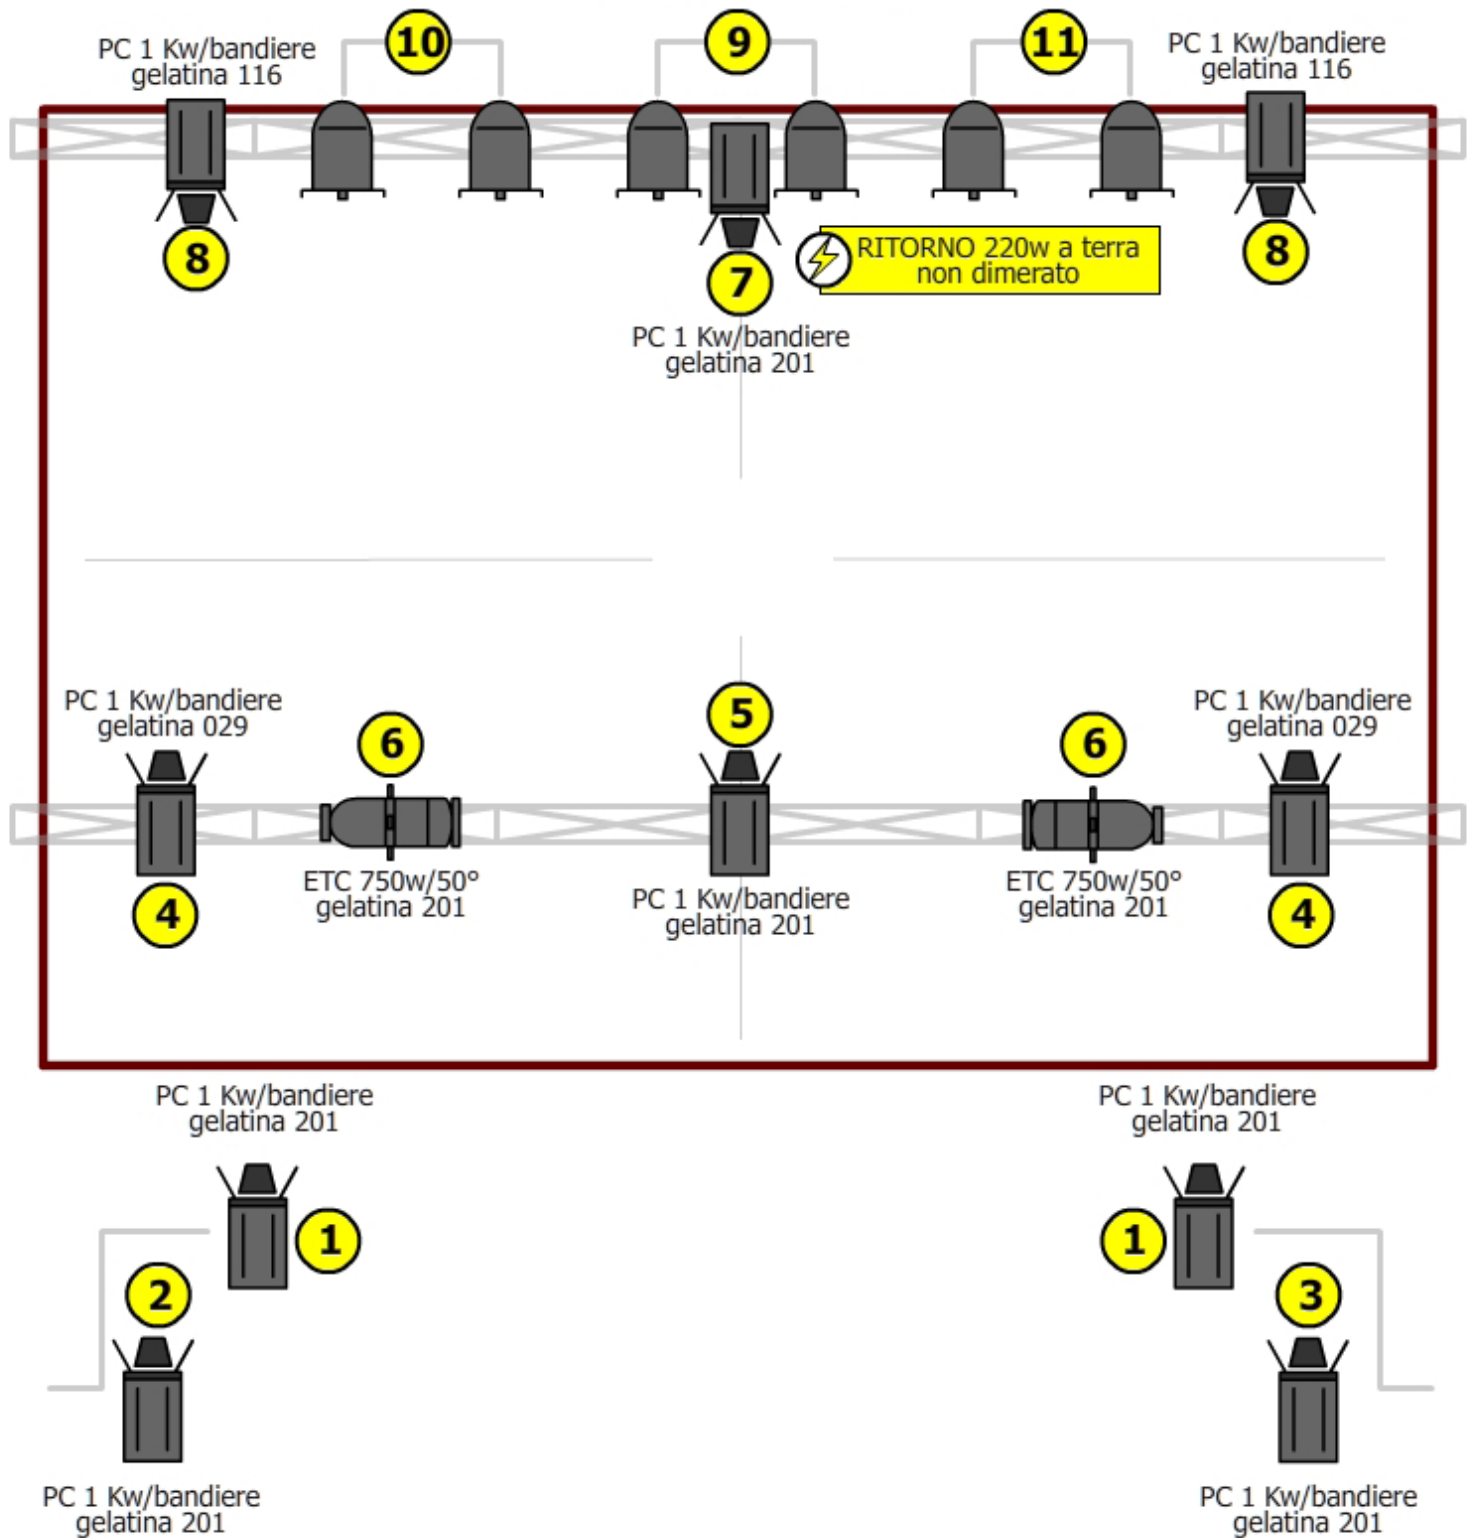 10
9
11
PC 1 Kw/bandiere
gelatina 116
PC 1 Kw/bandiere
gelatina 116
8
7
8
RITORNO 220w a terra
non dimerato
PC 1 Kw/bandiere
gelatina 201
PC 1 Kw/bandiere
gelatina 029
6
5
6
PC 1 Kw/bandiere
gelatina 029
4
ETC 750w/50°
gelatina 201
PC 1 Kw/bandiere
gelatina 201
ETC 750w/50°
gelatina 201
4
PC 1 Kw/bandiere
gelatina 201
PC 1 Kw/bandiere
gelatina 201
1
1
2
3
PC 1 Kw/bandiere
gelatina 201
PC 1 Kw/bandiere
gelatina 201